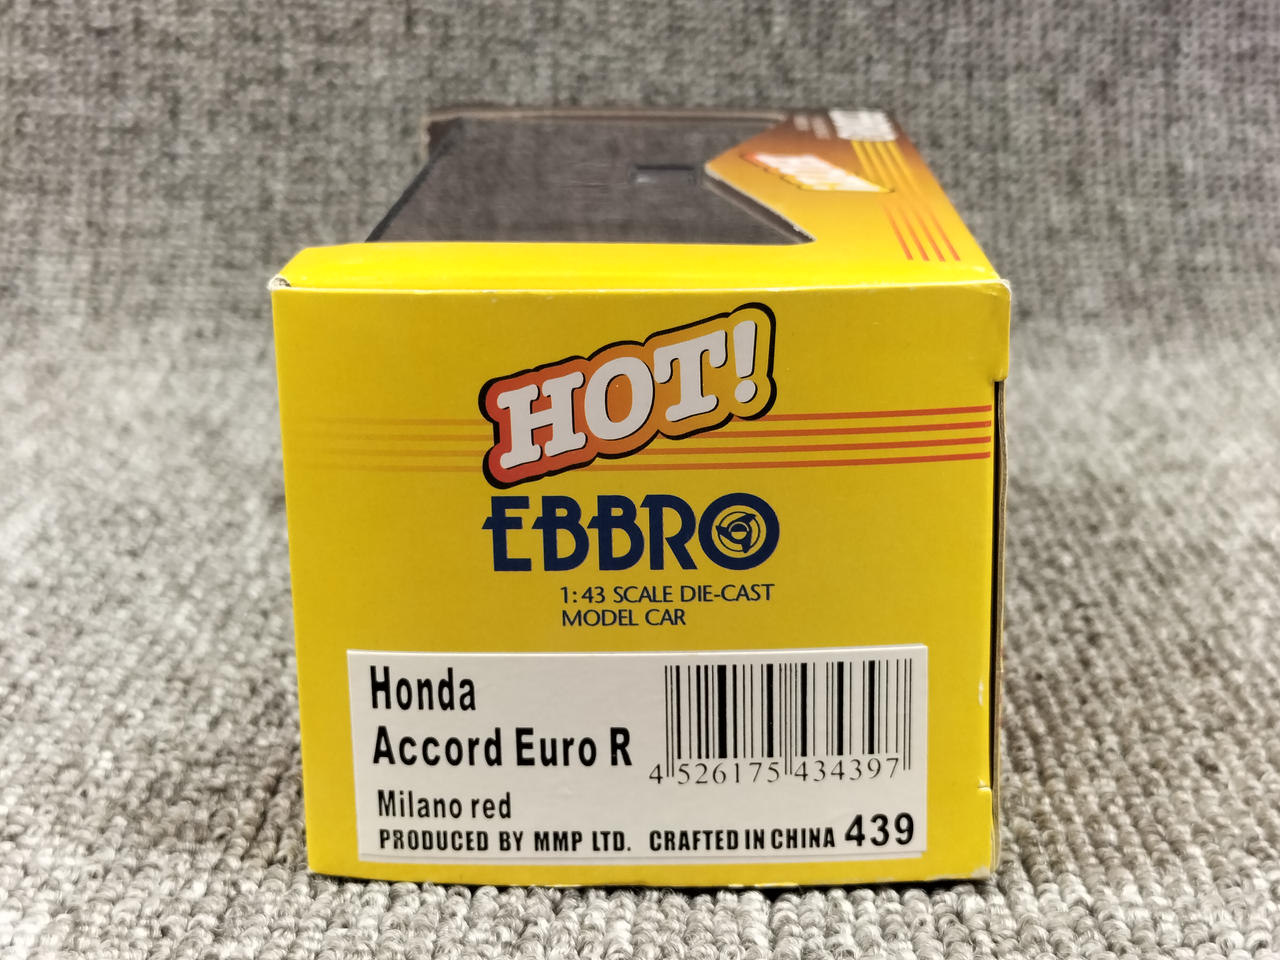 HOT!
EBBRO
1:43 SCALE DIE-CAST
MODEL CAR
Honda
Accord Euro R
4 526175 434397
Milano red
PRODUCED BY MMP LTD. CRAFTED IN CHINA 439